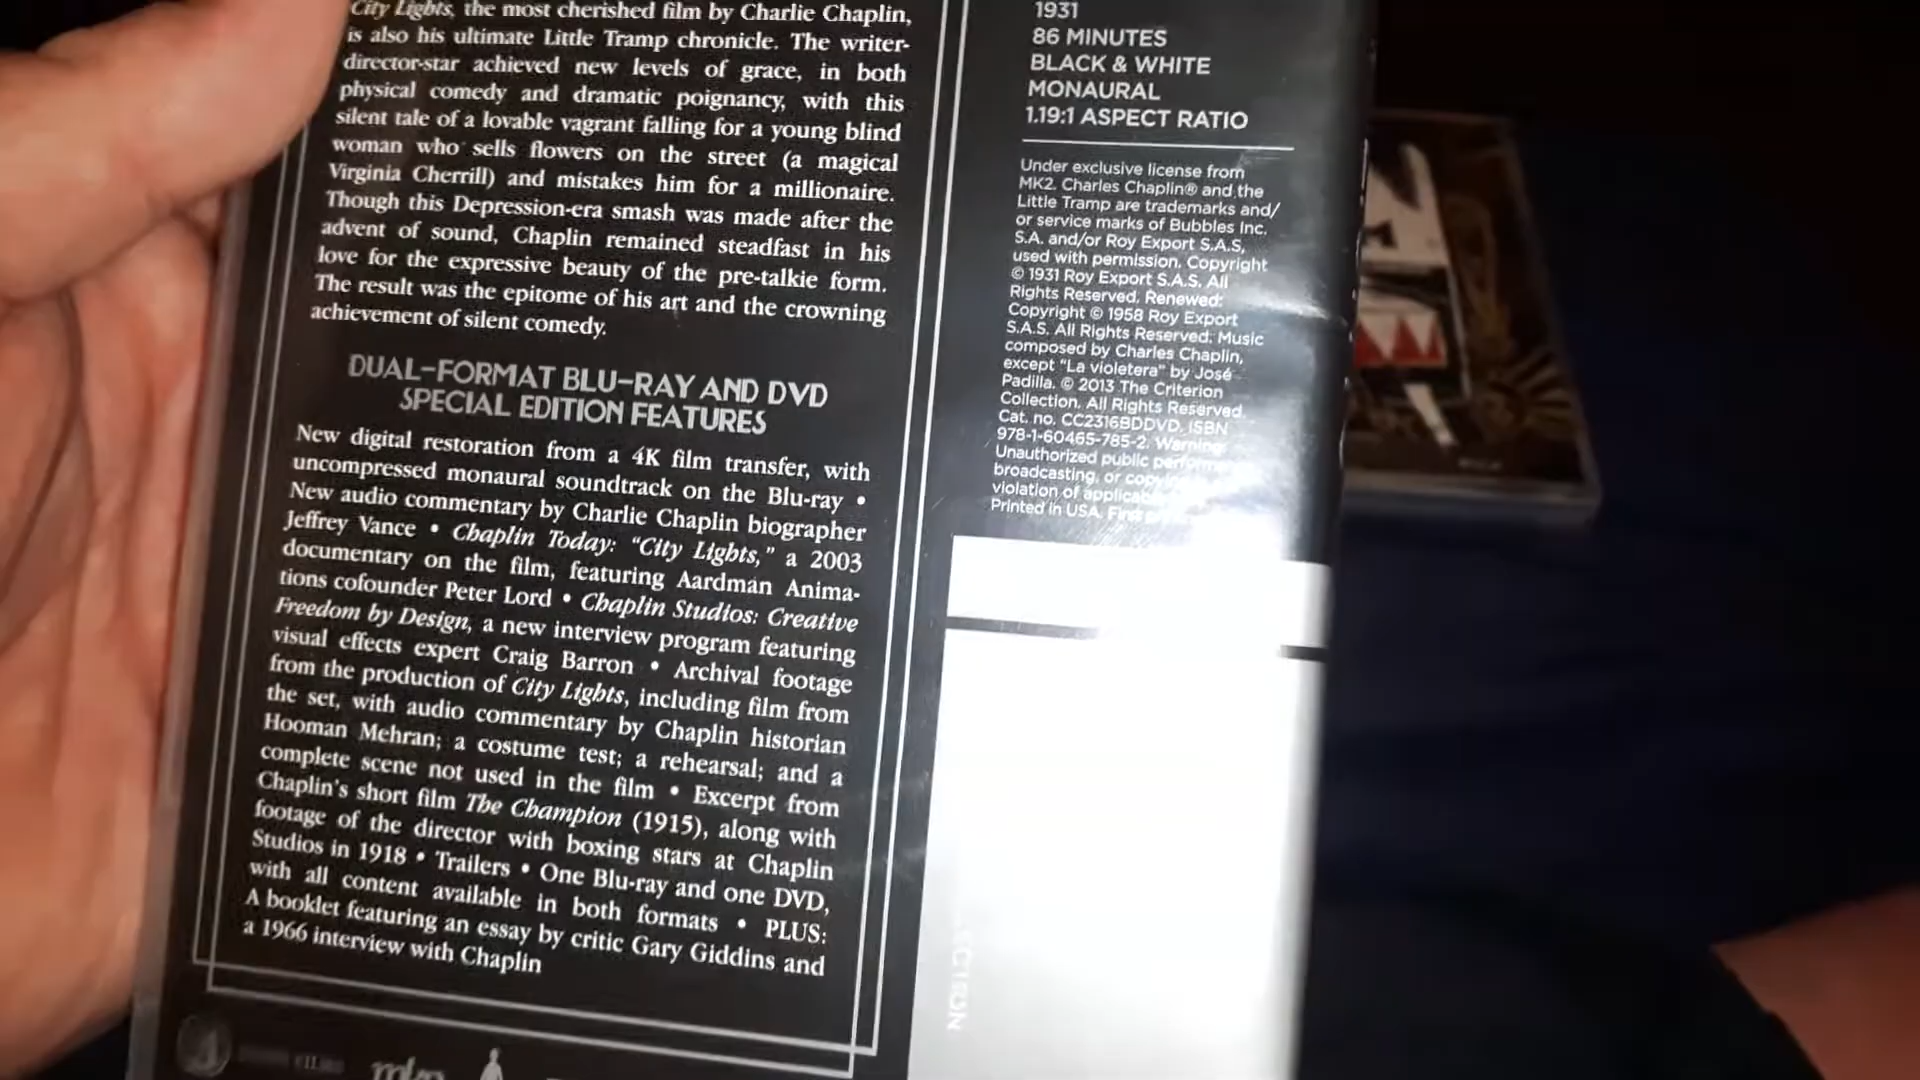 City Lights, the most cherished film by Charlie Chaplin,
is also his ultimate Little Tramp chronicle. The writer-
director-star achieved new levels of grace, in both
physical comedy and dramatic poignancy, with this
silent tale of a lovable vagrant falling for a young blind
woman who sells flowers on the street (a magical
Virginia Cherrill) and mistakes him for a millionaire.
Though this Depression-era smash was made after the
advent of sound, Chaplin remained steadfast in his
love for the expressive beauty of the pre-talkie form.
The result was the epitome of his art and the crowning
achievement of silent comedy.
DUAL-FORMAT BLU-RAY AND DVD
SPECIAL EDITION FEATURES
New digital restoration from a 4K film transfer, with
uncompressed monaural soundtrack on the Blu-ray •
New audio commentary by Charlie Chaplin biographer
Jeffrey Vance • Chaplin Today: “City Lights,” a 2003
documentary on the film, featuring Aardman Anima-
tions cofounder Peter Lord • Chaplin Studios: Creative
Freedom by Design, a new interview program featuring
visual effects expert Craig Barron • Archival footage
from the production of City Lights, including film from
the set, with audio commentary by Chaplin historian
Hooman Mehran; a costume test; a rehearsal; and a
complete scene not used in the film • Excerpt from
Chaplin’s short film The Champion (1915), along with
footage of the director with boxing stars at Chaplin
Studios in 1918 • Trailers • One Blu-ray and one DVD,
with all content available in both formats • PLUS:
A booklet featuring an essay by critic Gary Giddins and
a 1966 interview with Chaplin
1931
86 MINUTES
BLACK & WHITE
MONAURAL
1.19:1 ASPECT RATIO
Under exclusive license from
MK2. Charles Chaplin® and the
Little Tramp are trademarks and/
or service marks of Bubbles Inc.
S.A. and/or Roy Export S.A.S,
used with permission. Copyright
© 1931 Roy Export S.A.S. All
Rights Reserved. Renewed:
Copyright © 1958 Roy Export
S.A.S. All Rights Reserved. Music
composed by Charles Chaplin,
except “La violetera” by José
Padilla. © 2013 The Criterion
Collection. All Rights Reserved.
Cat. no. CC2316BDDVD. ISBN
978-1-60465-785-2. Warning:
Unauthorized public
broadcasting, or
violation of
Printed in USA.